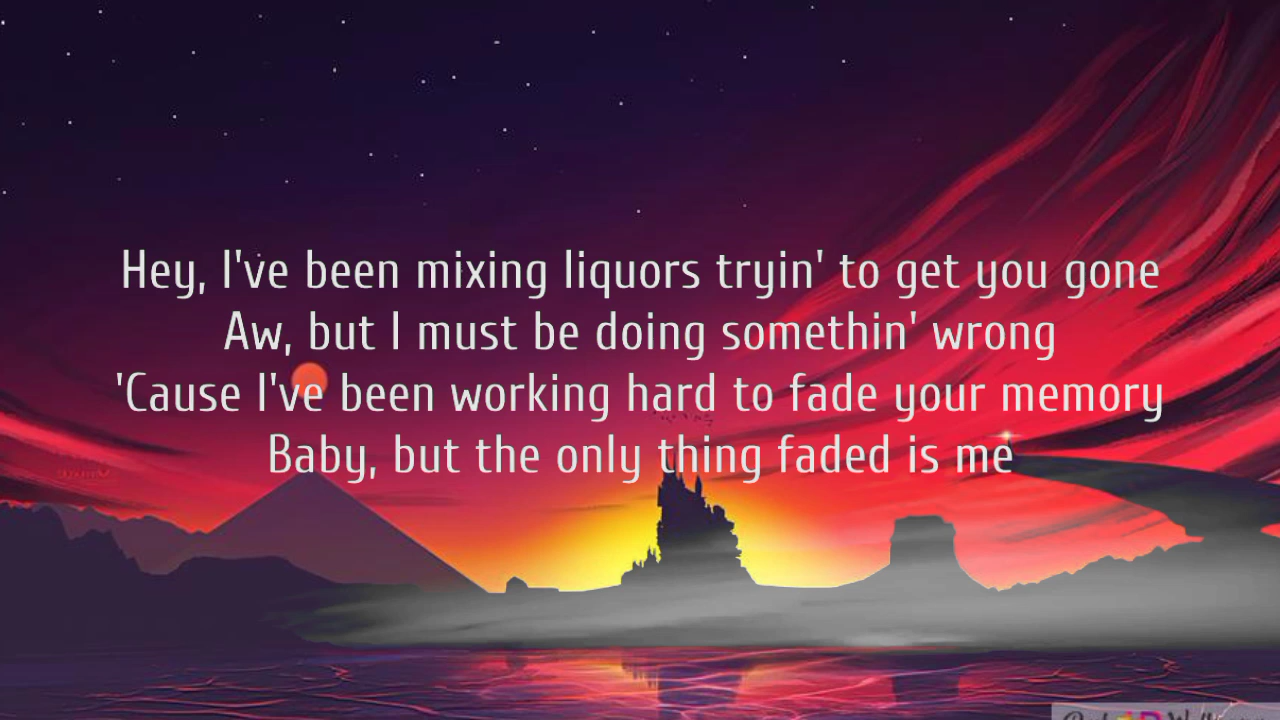 Hey, I've been mixing liquors tryin' to get you gone
Aw, but I must be doing somethin' wrong
'Cause I've been working hard to fade your memory
Baby, but the only thing faded is me